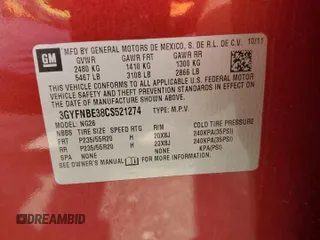 GM
MFD BY GENERAL MOTORS DE MEXICO, S. DE R.L. DE C.V. 10/11
GVWR GAWR FRT GAWR RR
2480 KG 1410 KG 1300 KG
5467 LB 3108 LB 2866 LB
THIS VEHICLE CONFORMS TO ALL APPLICABLE U.S. FEDERAL MOTOR
VEHICLE SAFETY, BUMPER, AND THEFT PREVENTION STANDARDS IN
EFFECT ON THE DATE OF MANUFACTURE SHOWN ABOVE.
3GYFNBE38CS521274 TYPE: M.P.V.
MODEL: NG26
TIRE SIZE SPEED RTG RIM COLD TIRE PRESSURE
FRT P235/55R20 H 20X8J 240KPA(35PSI)
RR P235/55R20 H 20X8J 240KPA(35PSI)
SPA NONE KPA(PSI)
SEE OWNER'S MANUAL
DREAMBID